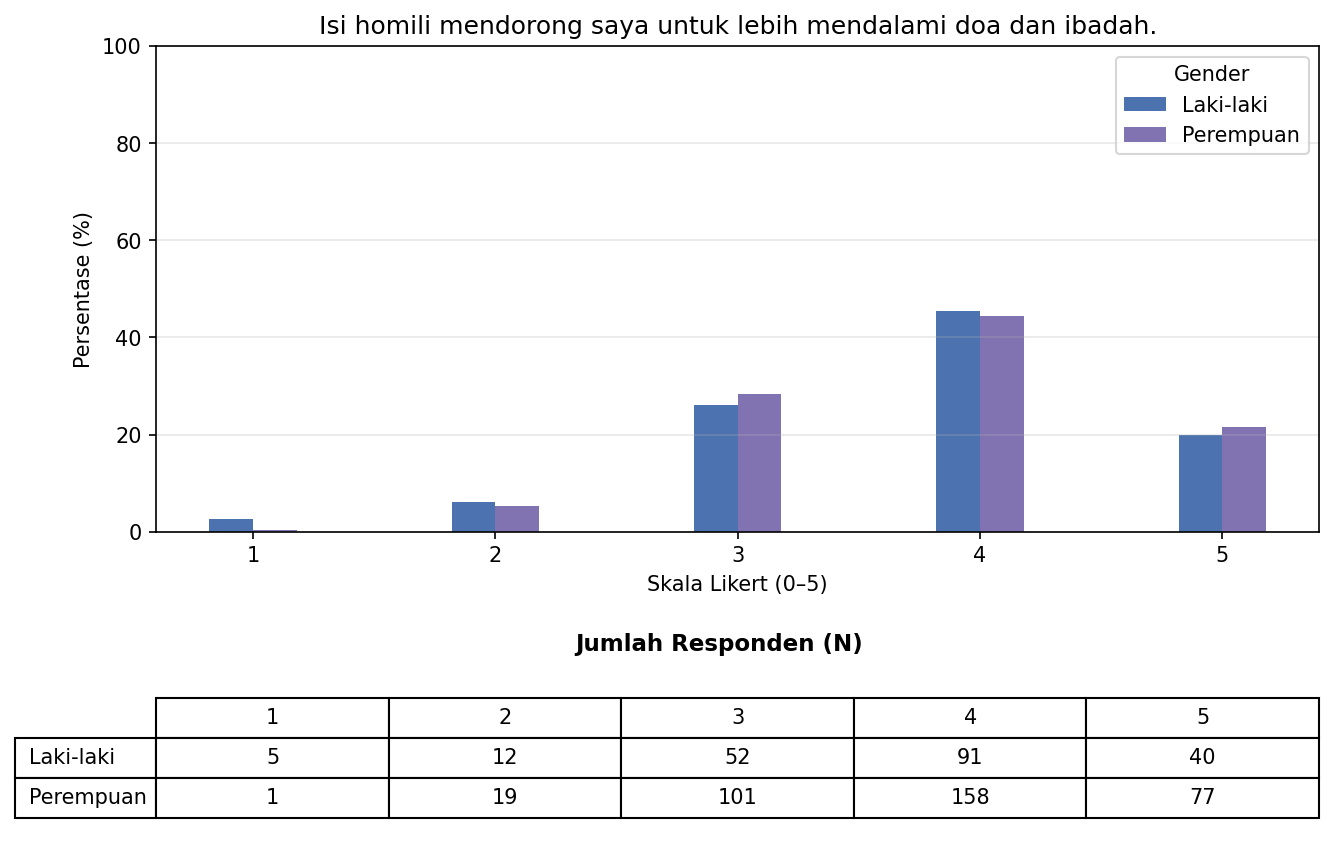 Isi homili mendorong saya untuk lebih mendalami doa dan ibadah.
100
80
60
40
20
0
Persentase (%)
Gender
Laki-laki
Perempuan
1 2 3 4 5
Skala Likert (0–5)
Jumlah Responden (N)
1 2 3 4 5
Laki-laki 5 12 52 91 40
Perempuan 1 19 101 158 77